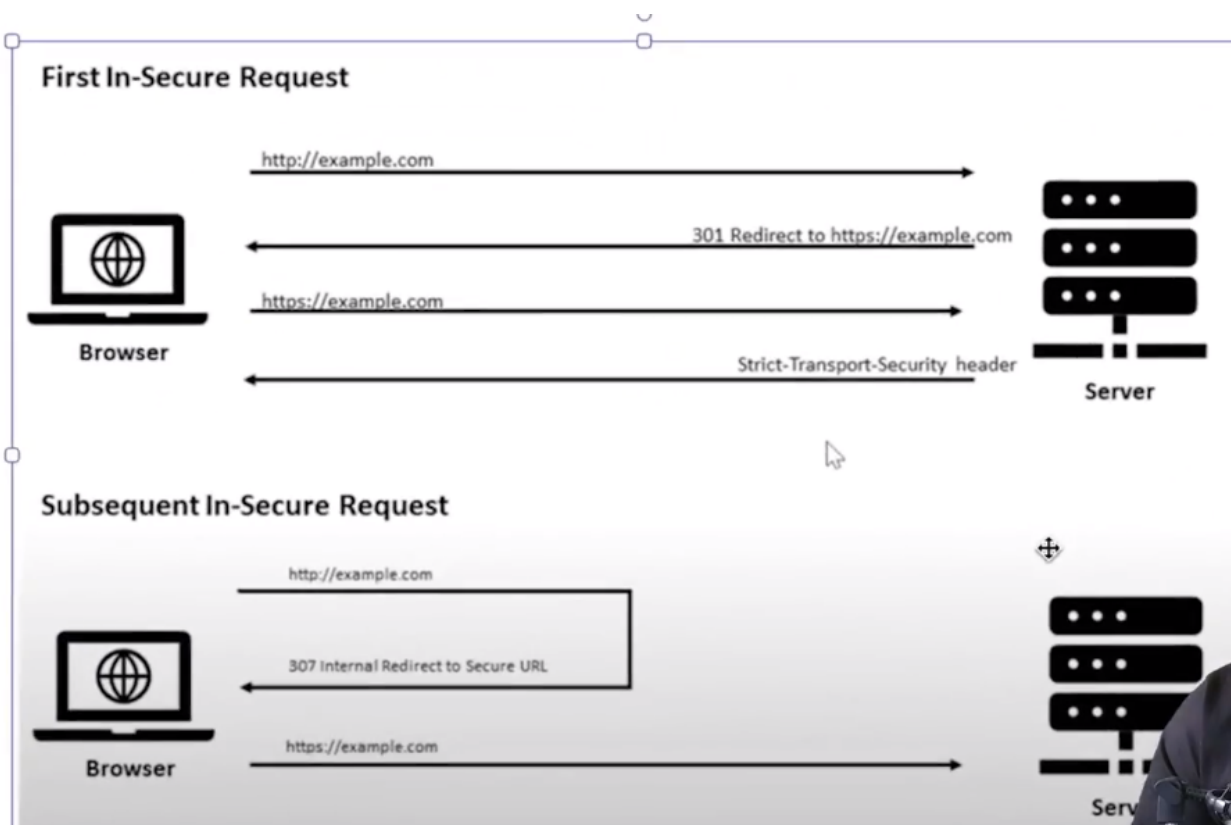 First In-Secure Request
http://example.com
301 Redirect to https://example.com
https://example.com
Strict-Transport-Security header
Browser
Server
Subsequent In-Secure Request
http://example.com
307 Internal Redirect to Secure URL
https://example.com
Browser
Serv